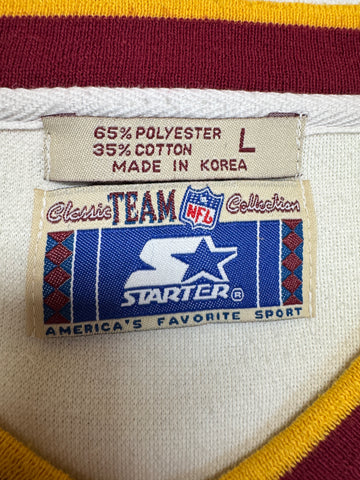 65% POLYESTER L
35% COTTON
MADE IN KOREA
Classic TEAM NFL Collection
STARTER®
AMERICA'S FAVORITE SPORT